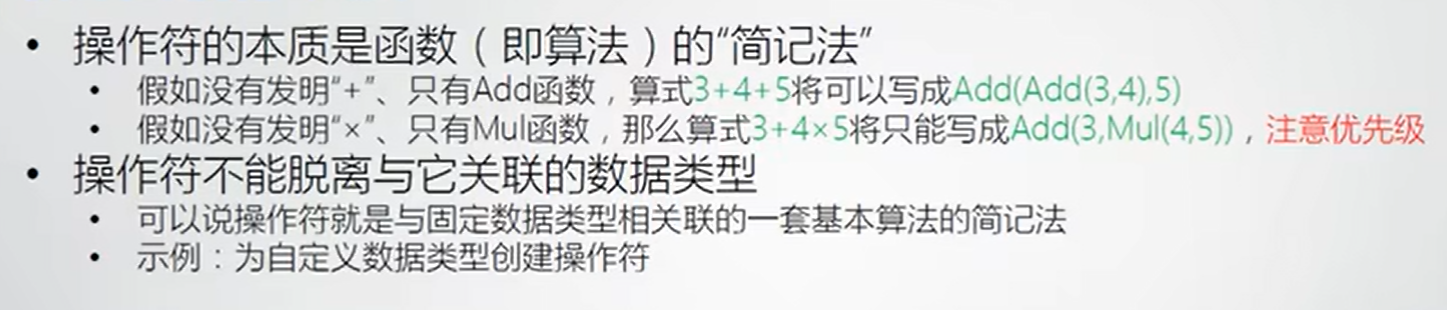 • 操作符的本质是函数（即算法）的“简记法”
• 假如没有发明“+”、只有Add函数，算式3+4+5将可以写成Add(Add(3,4),5)
• 假如没有发明“×”、只有Mul函数，那么算式3+4×5将只能写成Add(3,Mul(4,5))，注意优先级
• 操作符不能脱离与它关联的数据类型
• 可以说操作符就是与固定数据类型相关联的一套基本算法的简记法
• 示例：为自定义数据类型创建操作符